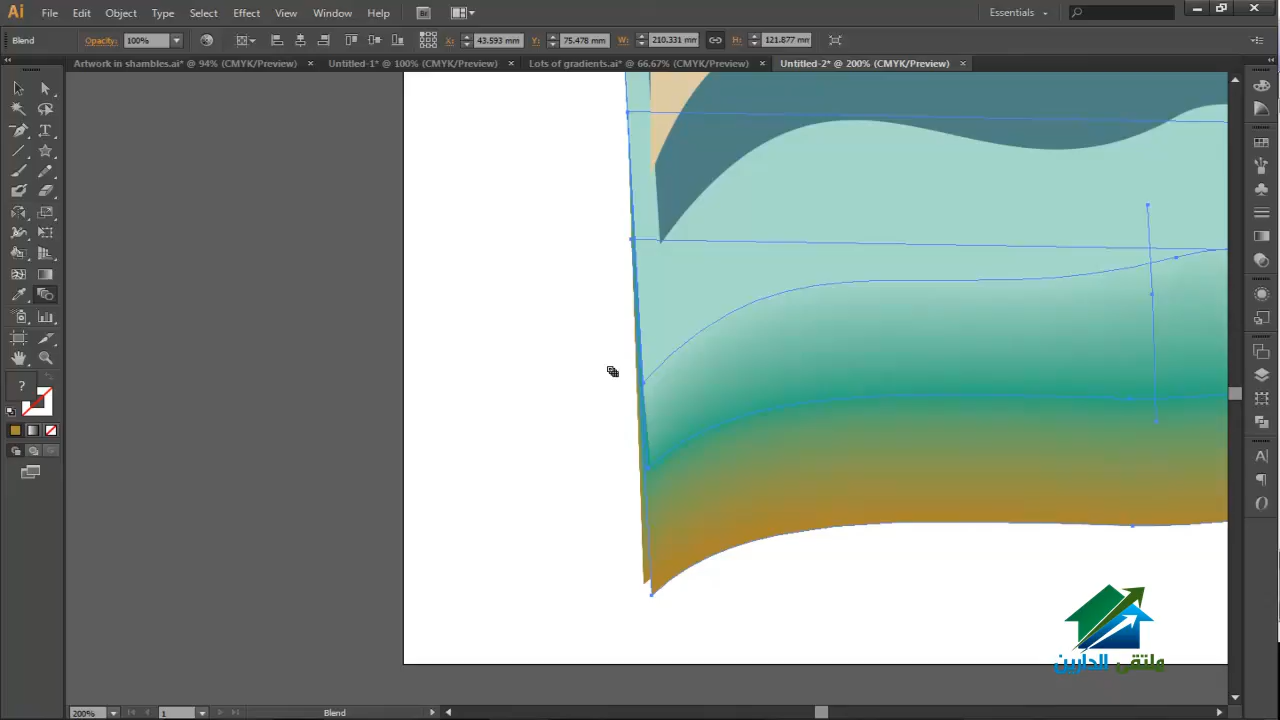 Ai File Edit Object Type Select Effect View Window Help Br Essentials
Blend Opacity: 100% X: 43.593 mm Y: 75.478 mm W: 210.331 mm H: 121.877 mm
Artwork in shambles.ai* @ 94% (CMYK/Preview) Untitled-1* @ 100% (CMYK/Preview) Lots of gradients.ai* @ 66.67% (CMYK/Preview) Untitled-2* @ 200% (CMYK/Preview)
ملتقى الدارين
200% 1 Blend